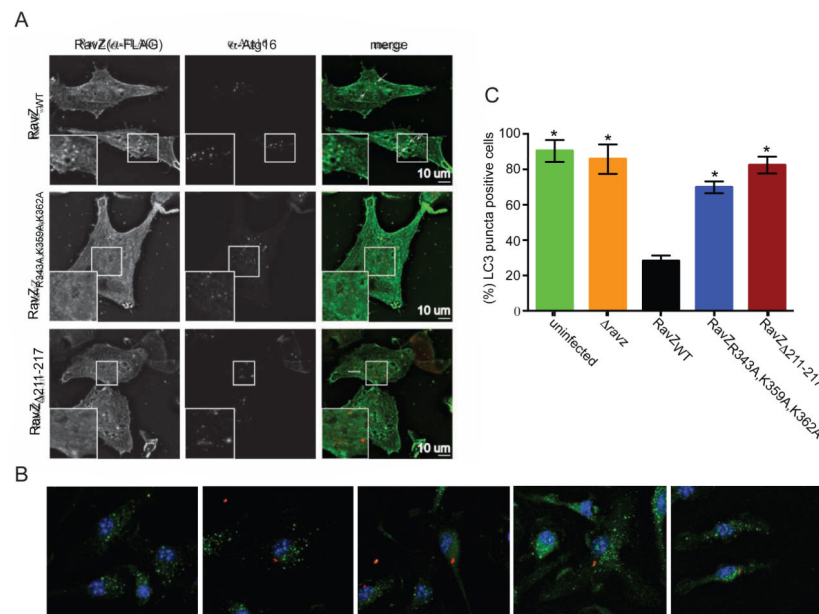 A
RavZ(α-FLAG)
α-Atg16
merge
RavZWT
10 um
RavZR343A,K359A,K362A
10 um
RavZΔ211-217
10 um
B
C
(%) LC3 puncta positive cells
100
80
60
40
20
0
* * * *
uninfected
Δravz
RavZWT
RavZR343A,K359A,K362A
RavZΔ211-217